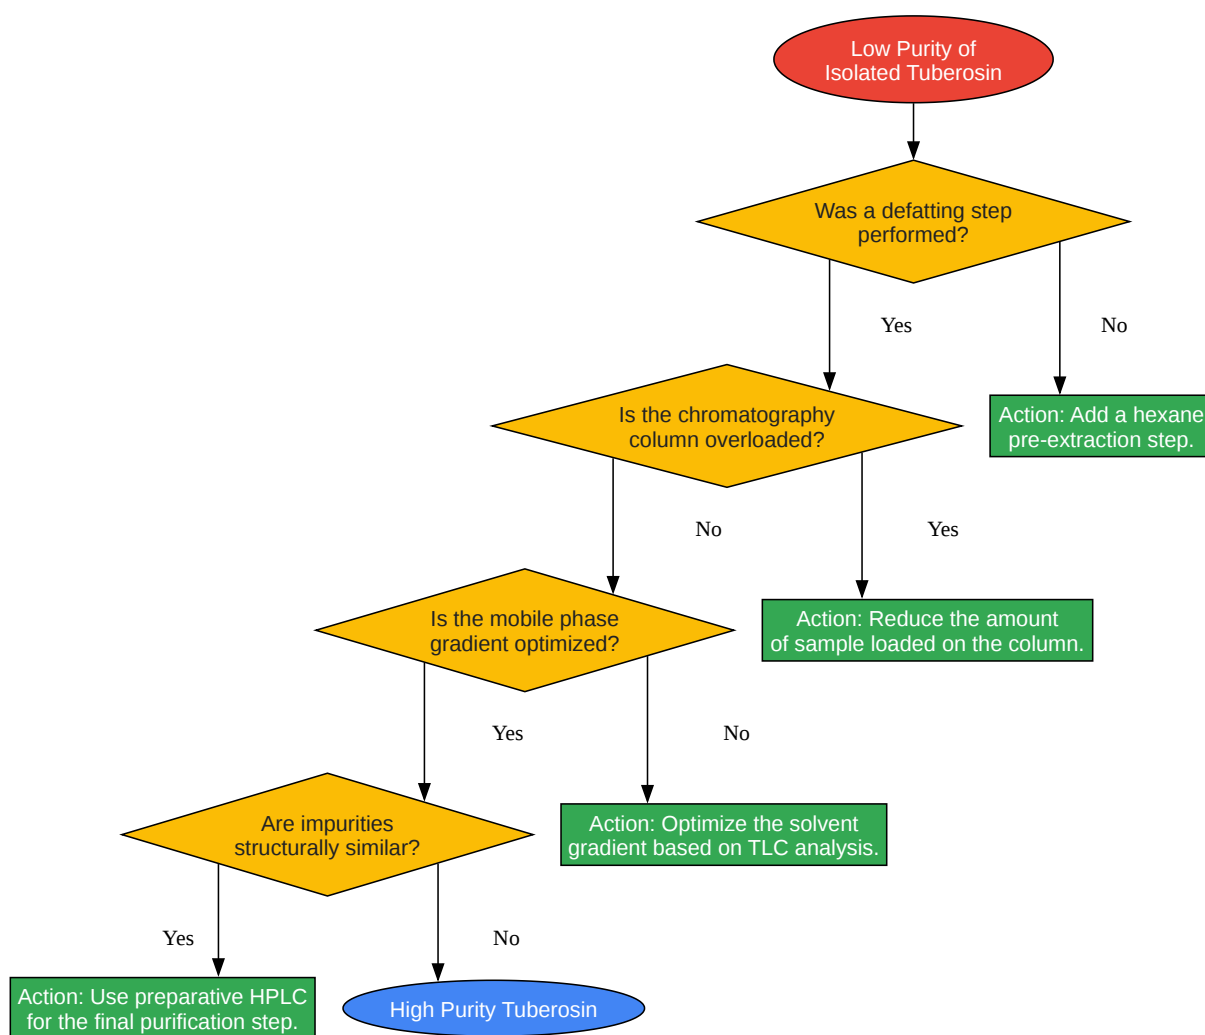 Low Purity of
Isolated Tuberosin
Was a defatting step
performed?
Yes
No
Is the chromatography
column overloaded?
Action: Add a hexane
pre-extraction step.
No
Yes
Is the mobile phase
gradient optimized?
Action: Reduce the amount
of sample loaded on the column.
Yes
No
Are impurities
structurally similar?
Action: Optimize the solvent
gradient based on TLC analysis.
Yes
No
Action: Use preparative HPLC
for the final purification step.
High Purity Tuberosin